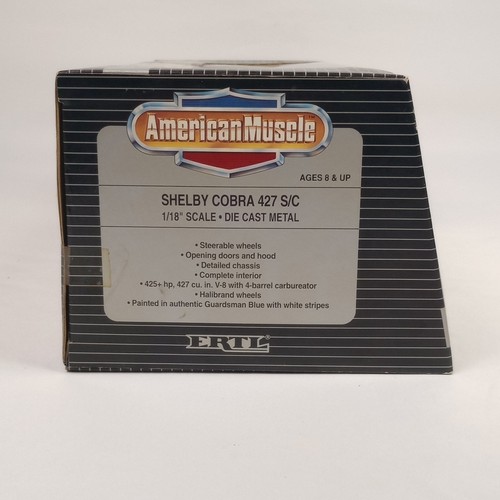 AmericanMuscle™
AGES 8 & UP
SHELBY COBRA 427 S/C
1/18" SCALE • DIE CAST METAL
• Steerable wheels
• Opening doors and hood
• Detailed chassis
• Complete interior
• 425+ hp, 427 cu. in. V-8 with 4-barrel carbureator
• Halibrand wheels
• Painted in authentic Guardsman Blue with white stripes
ERTL®